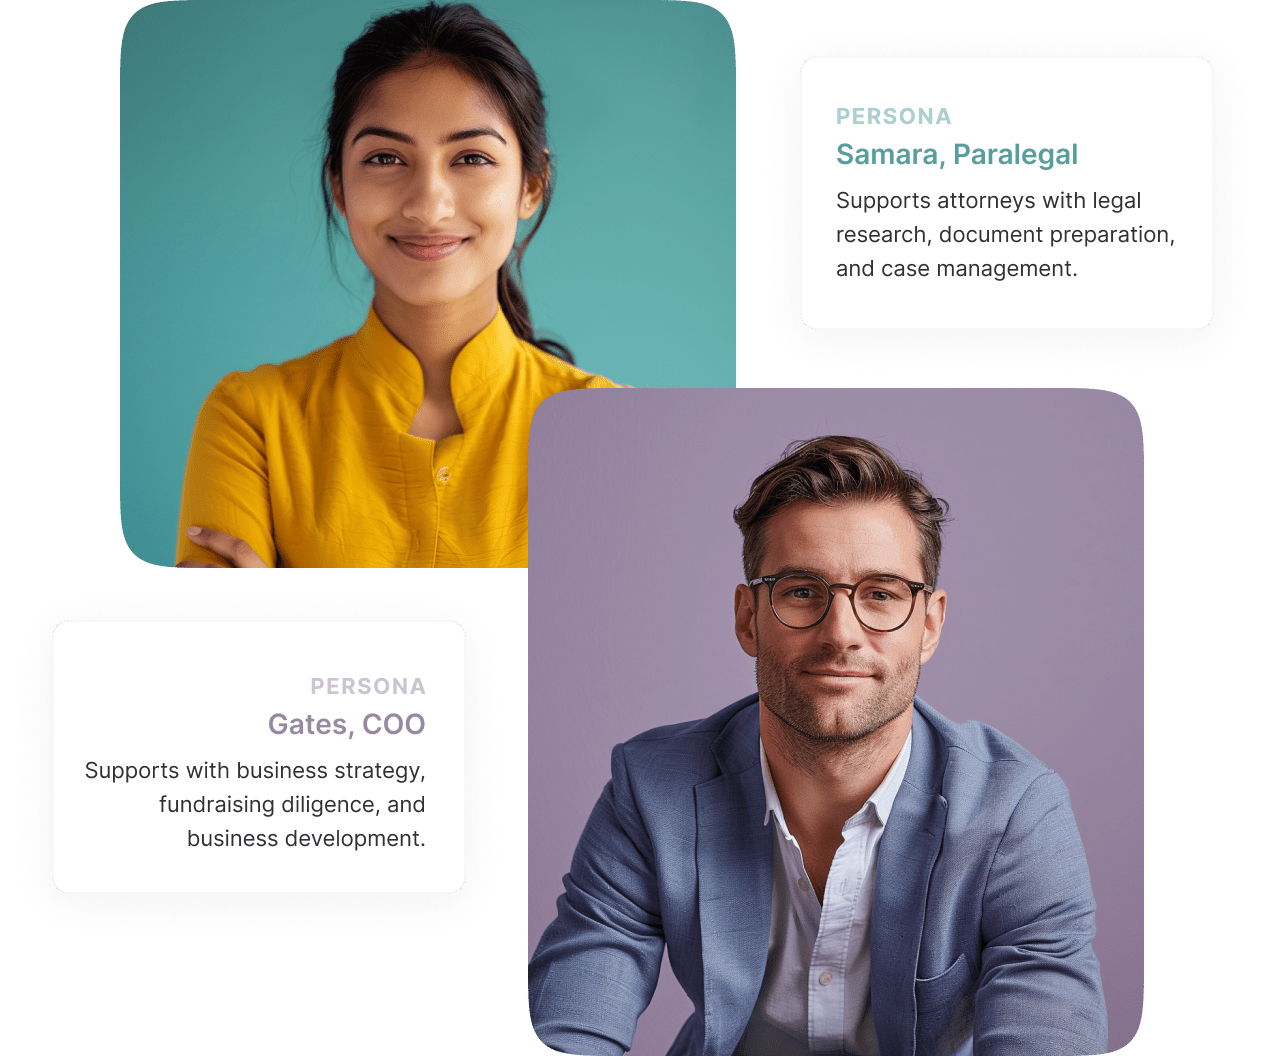 PERSONA
Samara, Paralegal
Supports attorneys with legal
research, document preparation,
and case management.
PERSONA
Gates, COO
Supports with business strategy,
fundraising diligence, and
business development.